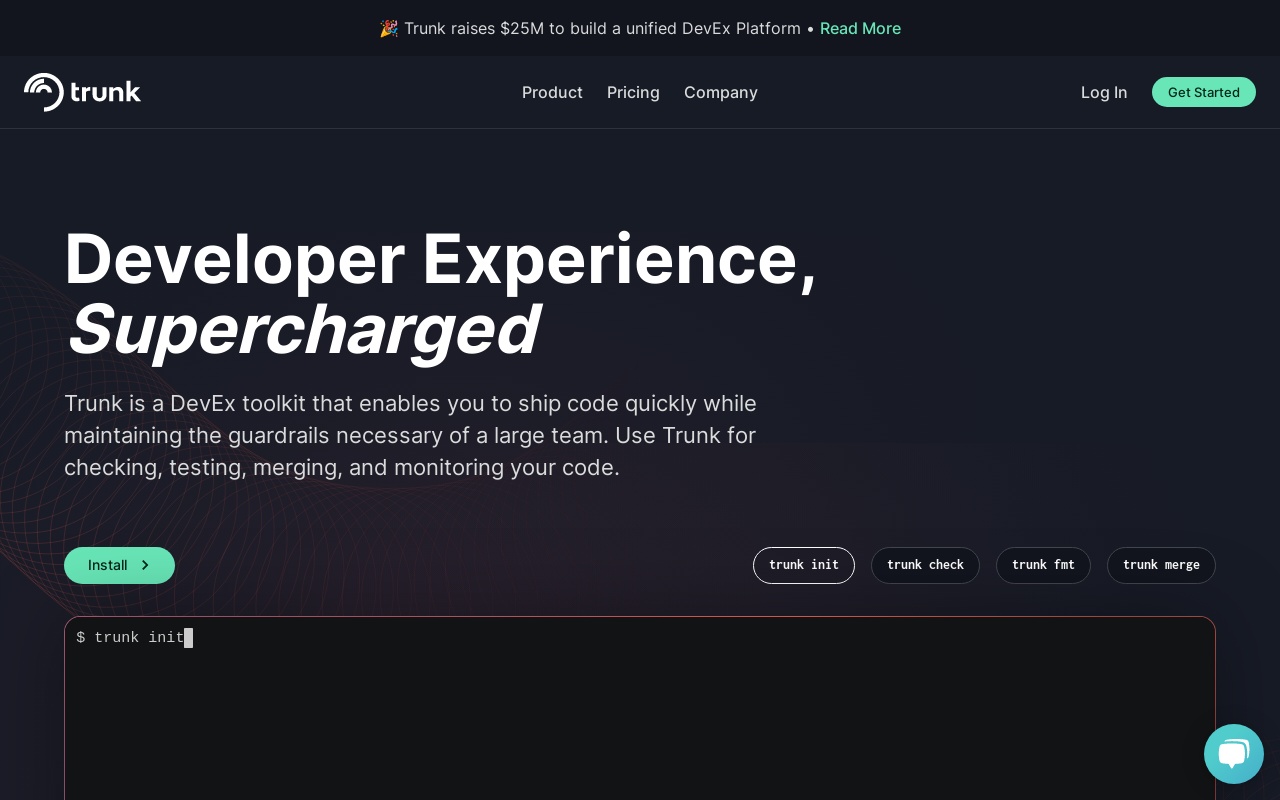 🎉 Trunk raises $25M to build a unified DevEx Platform • Read More
trunk
Product
Pricing
Company
Log In
Get Started
Developer Experience,
Supercharged
Trunk is a DevEx toolkit that enables you to ship code quickly while
maintaining the guardrails necessary of a large team. Use Trunk for
checking, testing, merging, and monitoring your code.
Install
trunk init
trunk check
trunk fmt
trunk merge
$ trunk init